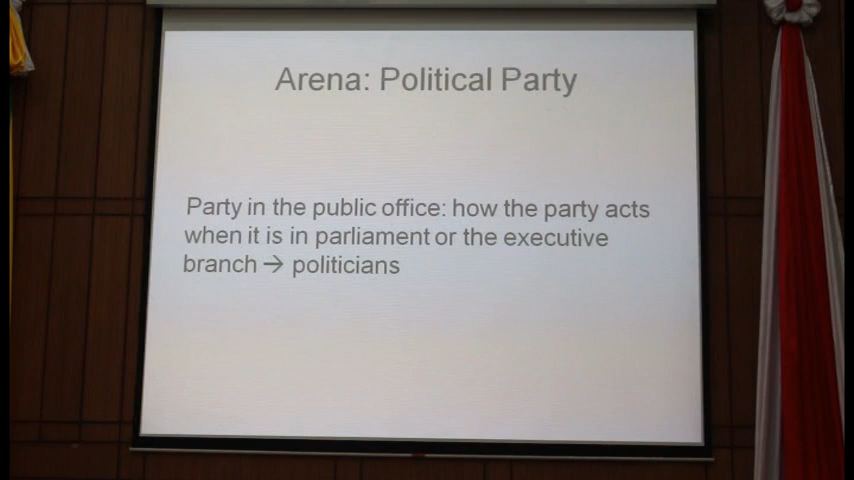 Arena: Political Party
Party in the public office: how the party acts
when it is in parliament or the executive
branch → politicians